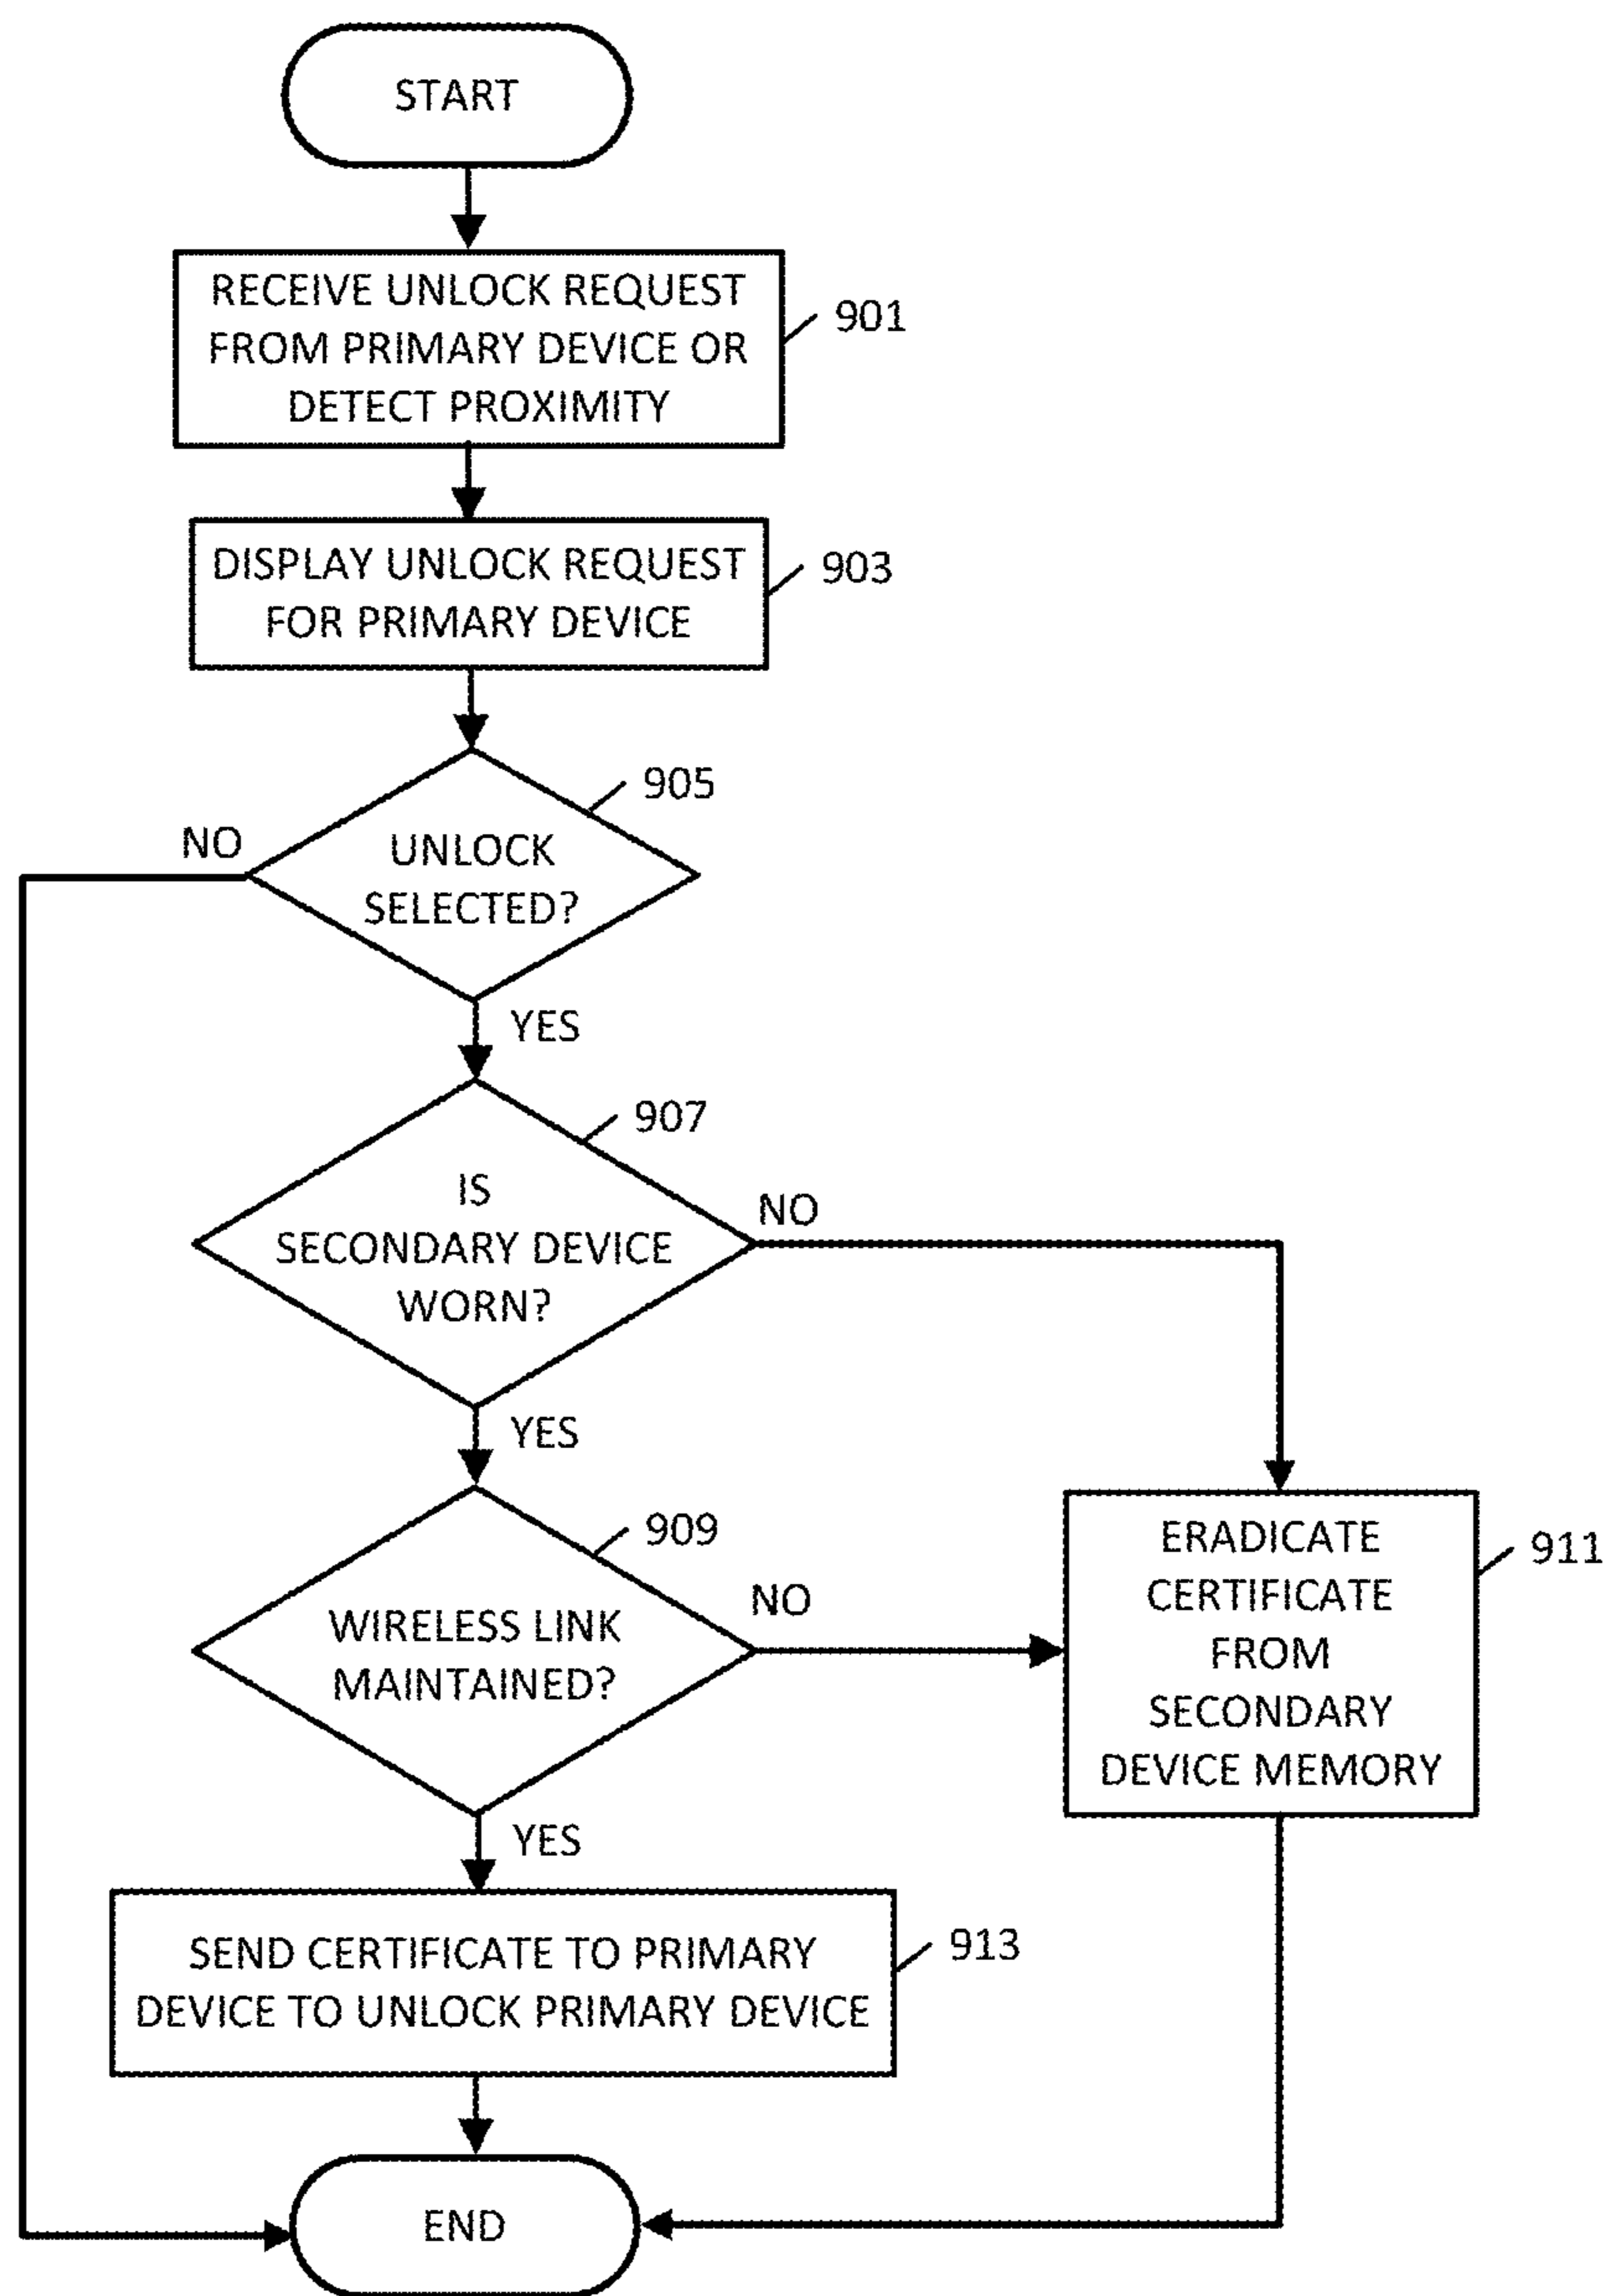 START
RECEIVE UNLOCK REQUEST
FROM PRIMARY DEVICE OR
DETECT PROXIMITY
901
DISPLAY UNLOCK REQUEST
FOR PRIMARY DEVICE
903
905
NO
UNLOCK
SELECTED?
YES
907
IS
SECONDARY DEVICE
WORN?
NO
YES
909
WIRELESS LINK
MAINTAINED?
NO
ERADICATE
CERTIFICATE
FROM
SECONDARY
DEVICE MEMORY
911
YES
SEND CERTIFICATE TO PRIMARY
DEVICE TO UNLOCK PRIMARY DEVICE
913
END